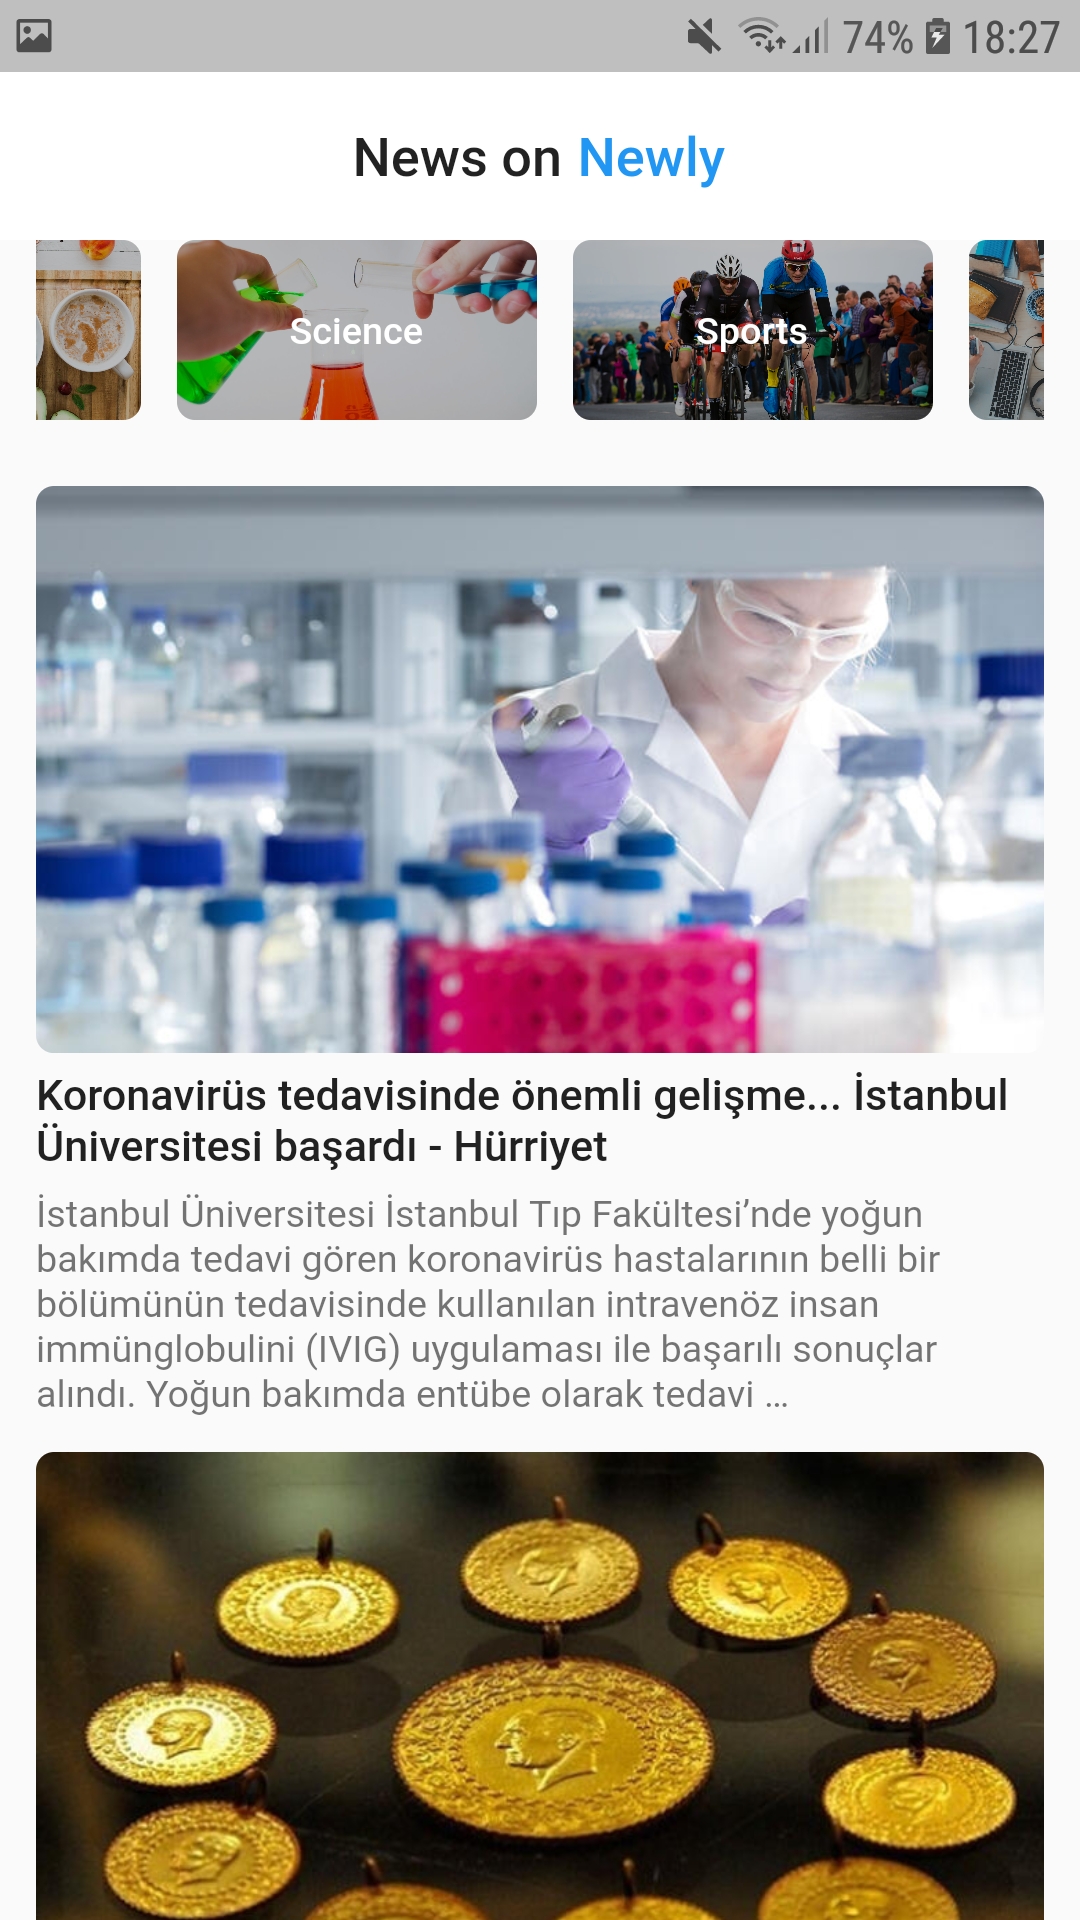 74% 18:27
News on Newly
Science
Sports
Koronavirüs tedavisinde önemli gelişme... İstanbul
Üniversitesi başardı - Hürriyet
İstanbul Üniversitesi İstanbul Tıp Fakültesi’nde yoğun
bakımda tedavi gören koronavirüs hastalarının belli bir
bölümünün tedavisinde kullanılan intravenöz insan
immünglobulini (IVIG) uygulaması ile başarılı sonuçlar
alındı. Yoğun bakımda entübe olarak tedavi …